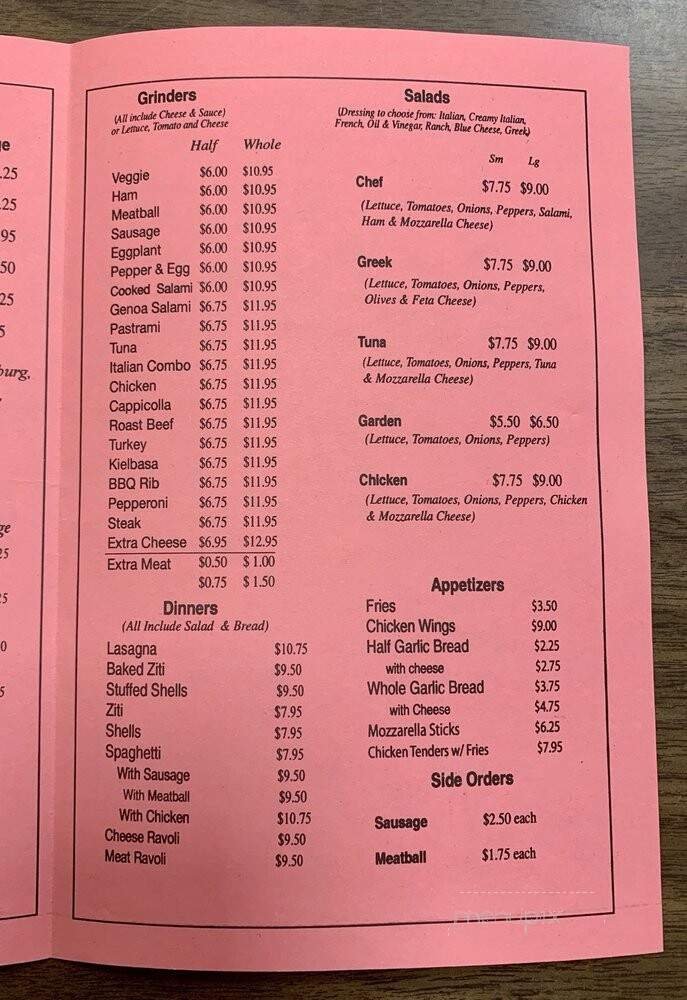 e
.25
.25
.95
.50
.25
5
burg,
ge
25
25
0
5
Grinders
(All include Cheese & Sauce)
or Lettuce, Tomato and Cheese
Half Whole
Veggie $6.00 $10.95
Ham $6.00 $10.95
Meatball $6.00 $10.95
Sausage $6.00 $10.95
Eggplant $6.00 $10.95
Pepper & Egg $6.00 $10.95
Cooked Salami $6.00 $10.95
Genoa Salami $6.75 $11.95
Pastrami $6.75 $11.95
Tuna $6.75 $11.95
Italian Combo $6.75 $11.95
Chicken $6.75 $11.95
Cappicolla $6.75 $11.95
Roast Beef $6.75 $11.95
Turkey $6.75 $11.95
Kielbasa $6.75 $11.95
BBQ Rib $6.75 $11.95
Pepperoni $6.75 $11.95
Steak $6.75 $11.95
Extra Cheese $6.95 $12.95
Extra Meat $0.50 $ 1.00
$0.75 $ 1.50
Dinners
(All Include Salad & Bread)
Lasagna $10.75
Baked Ziti $9.50
Stuffed Shells $9.50
Ziti $7.95
Shells $7.95
Spaghetti $7.95
With Sausage $9.50
With Meatball $9.50
With Chicken $10.75
Cheese Ravoli $9.50
Meat Ravoli $9.50
Salads
(Dressing to choose from: Italian, Creamy Italian,
French, Oil & Vinegar, Ranch, Blue Cheese, Greek)
Sm Lg
Chef $7.75 $9.00
(Lettuce, Tomatoes, Onions, Peppers, Salami,
Ham & Mozzarella Cheese)
Greek $7.75 $9.00
(Lettuce, Tomatoes, Onions, Peppers,
Olives & Feta Cheese)
Tuna $7.75 $9.00
(Lettuce, Tomatoes, Onions, Peppers, Tuna
& Mozzarella Cheese)
Garden $5.50 $6.50
(Lettuce, Tomatoes, Onions, Peppers)
Chicken $7.75 $9.00
(Lettuce, Tomatoes, Onions, Peppers, Chicken
& Mozzarella Cheese)
Appetizers
Fries $3.50
Chicken Wings $9.00
Half Garlic Bread $2.25
with cheese $2.75
Whole Garlic Bread $3.75
with Cheese $4.75
Mozzarella Sticks $6.25
Chicken Tenders w/ Fries $7.95
Side Orders
Sausage $2.50 each
Meatball $1.75 each
menupix